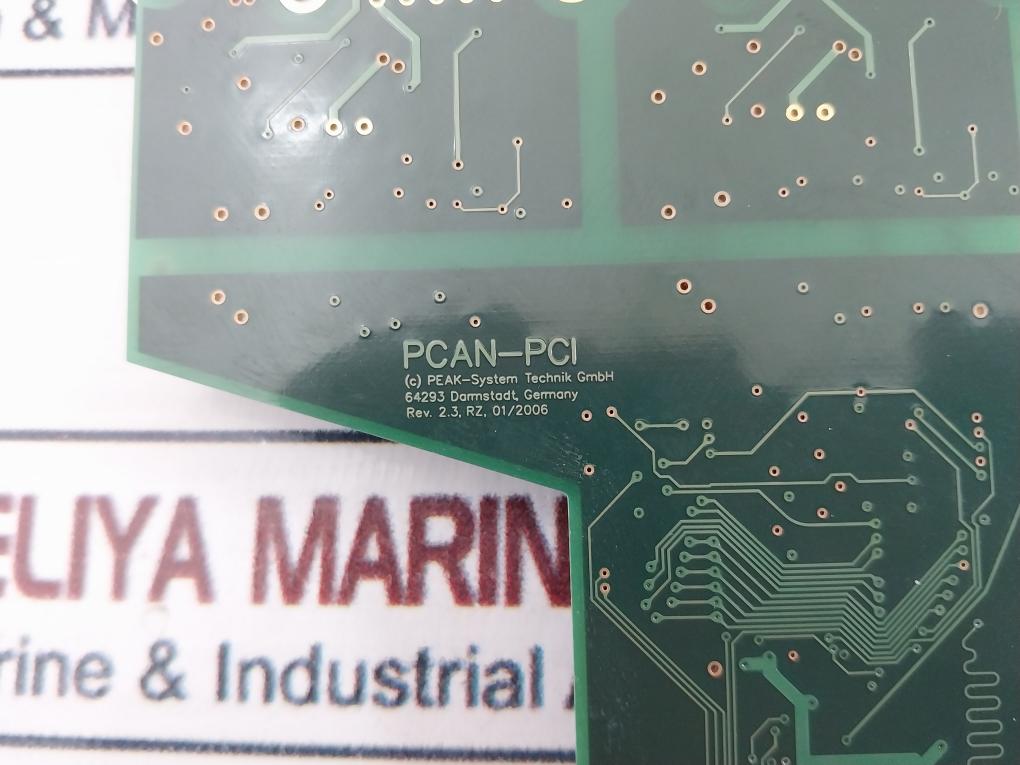 & M
PCAN-PCI
(c) PEAK-System Technik GmbH
64293 Darmstadt, Germany
Rev. 2.3, RZ, 01/2006
ELIYA MARIN
rine & Industrial A